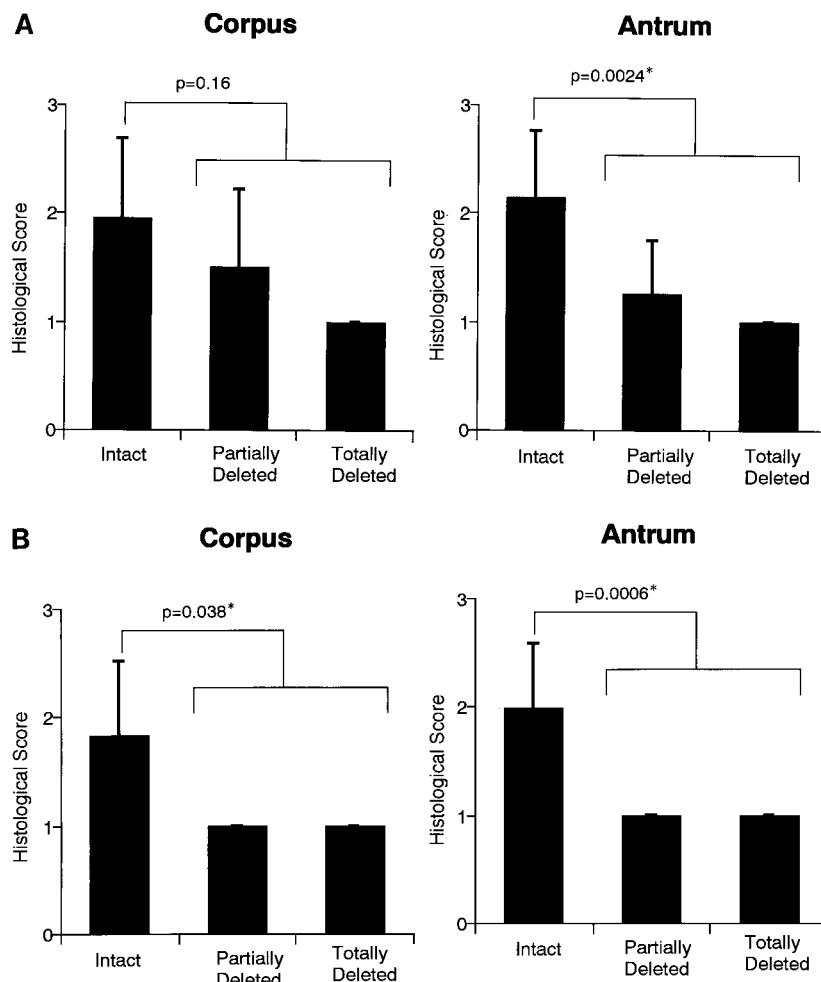 A
Corpus
Antrum
p=0.16
p=0.0024*
3
2
1
0
Histological Score
Intact
Partially
Deleted
Totally
Deleted
3
2
1
0
Histological Score
Intact
Partially
Deleted
Totally
Deleted
B
Corpus
Antrum
p=0.038*
p=0.0006*
3
2
1
0
Histological Score
Intact
Partially
Deleted
Totally
Deleted
3
2
1
0
Histological Score
Intact
Partially
Deleted
Totally
Deleted